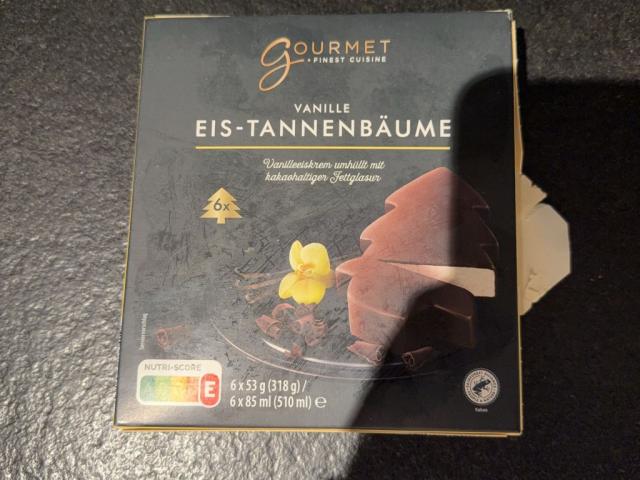 GOURMET
FINEST CUISINE
VANILLE
EIS-TANNENBÄUME
Vanilleeiskrem umhüllt mit
kakaohaltiger Fettglasur
6x
NUTRI-SCORE
E
6 x 53 g (318 g) /
6 x 85 ml (510 ml) ℮
Kakao